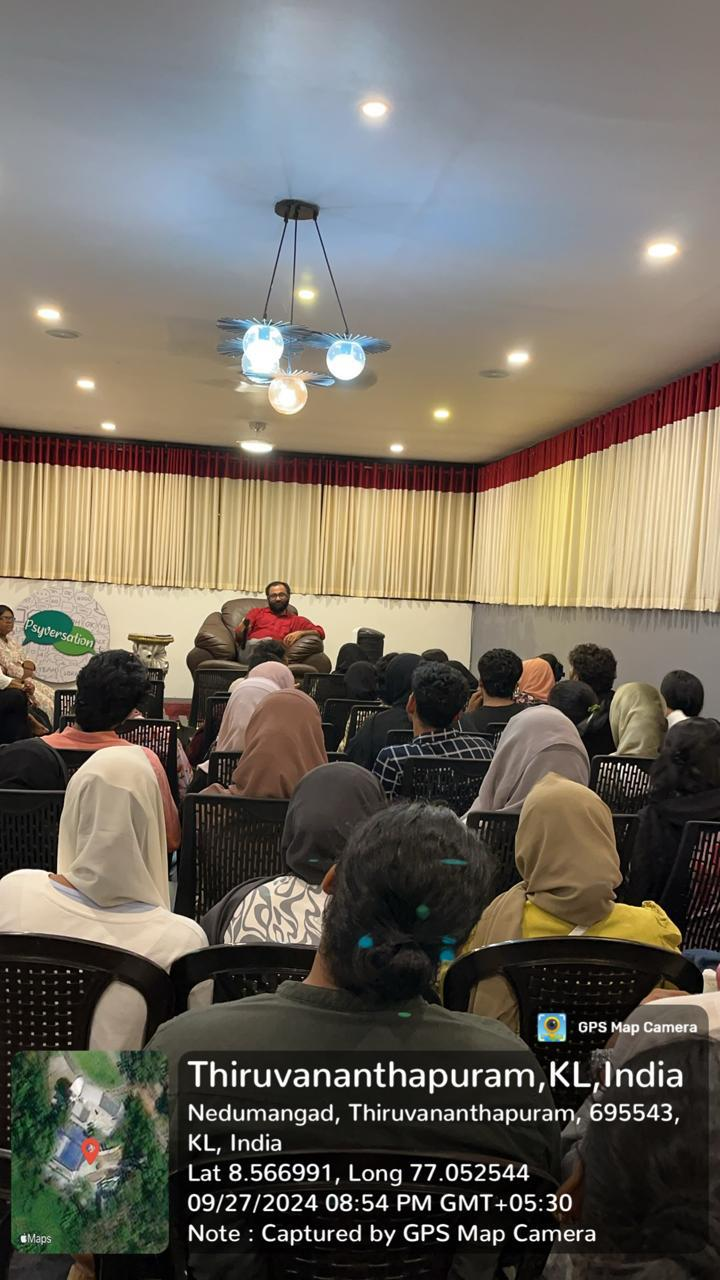 Psyversation
TEAM
GPS Map Camera
Thiruvananthapuram,KL,India
Nedumangad, Thiruvananthapuram, 695543,
KL, India
Lat 8.566991, Long 77.052544
09/27/2024 08:54 PM GMT+05:30
Note : Captured by GPS Map Camera
Maps